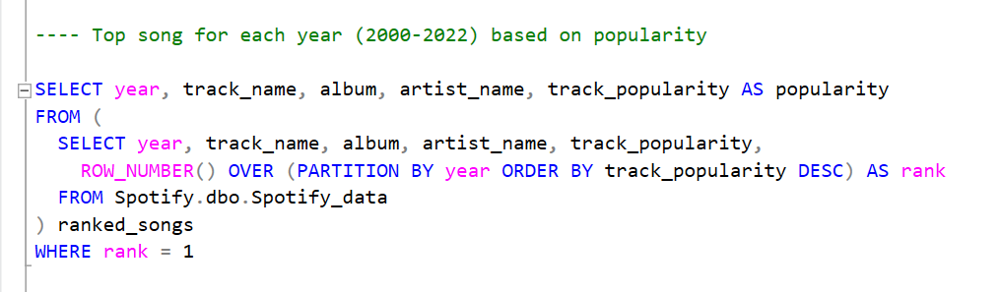 ---- Top song for each year (2000-2022) based on popularity
SELECT year, track_name, album, artist_name, track_popularity AS popularity
FROM (
SELECT year, track_name, album, artist_name, track_popularity,
ROW_NUMBER() OVER (PARTITION BY year ORDER BY track_popularity DESC) AS rank
FROM Spotify.dbo.Spotify_data
) ranked_songs
WHERE rank = 1